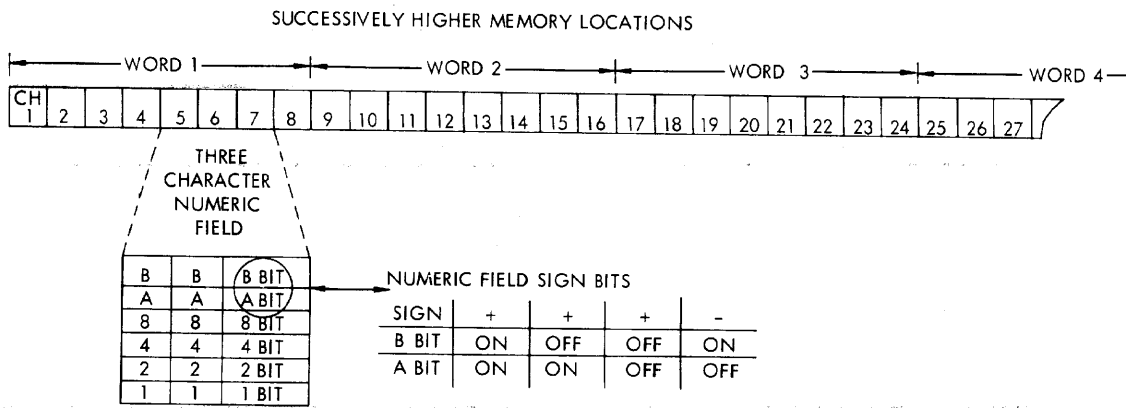 SUCCESSIVELY HIGHER MEMORY LOCATIONS
WORD 1 WORD 2 WORD 3 WORD 4
CH
1 2 3 4 5 6 7 8 9 10 11 12 13 14 15 16 17 18 19 20 21 22 23 24 25 26 27
THREE
CHARACTER
NUMERIC
FIELD
B B B BIT
A A A BIT
8 8 8 BIT
4 4 4 BIT
2 2 2 BIT
1 1 1 BIT
NUMERIC FIELD SIGN BITS
SIGN + + + -
B BIT ON OFF OFF ON
A BIT ON ON OFF OFF